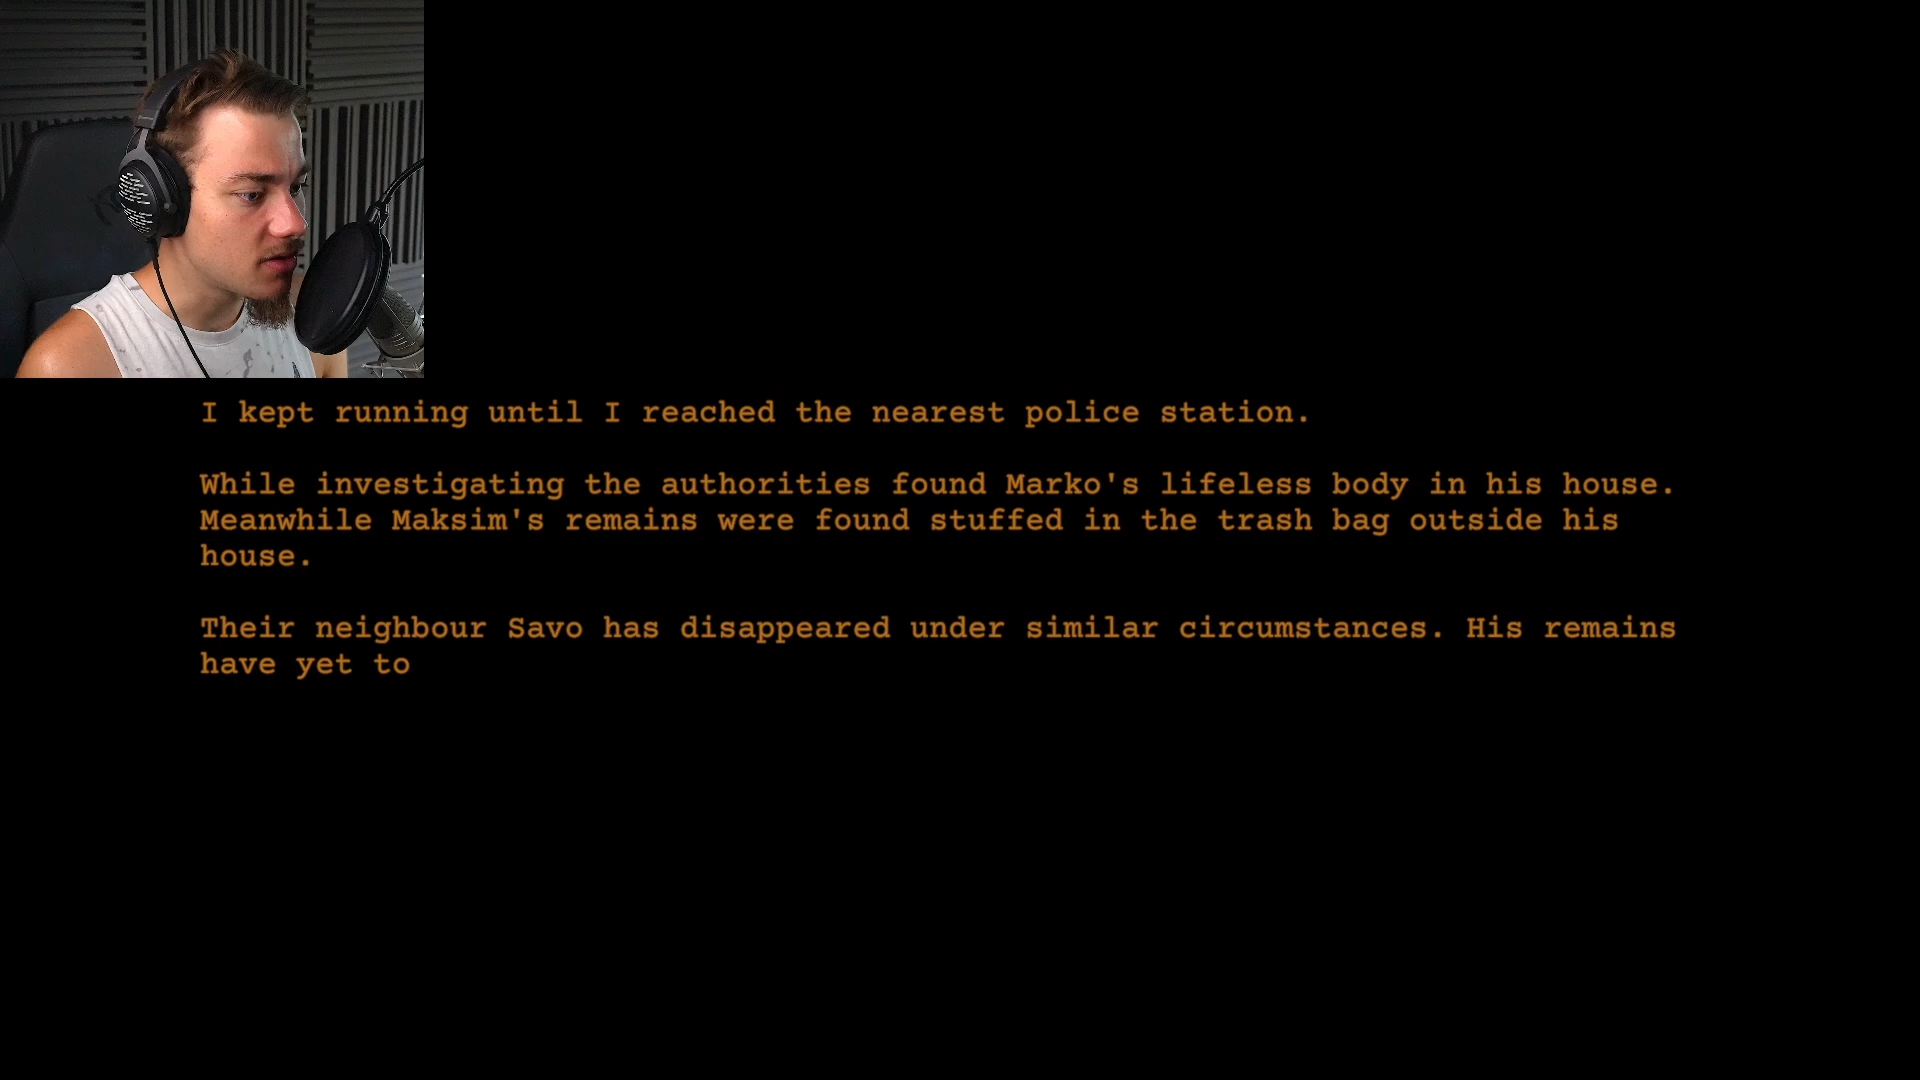 I kept running until I reached the nearest police station.
While investigating the authorities found Marko's lifeless body in his house.
Meanwhile Maksim's remains were found stuffed in the trash bag outside his
house.
Their neighbour Savo has disappeared under similar circumstances. His remains
have yet to